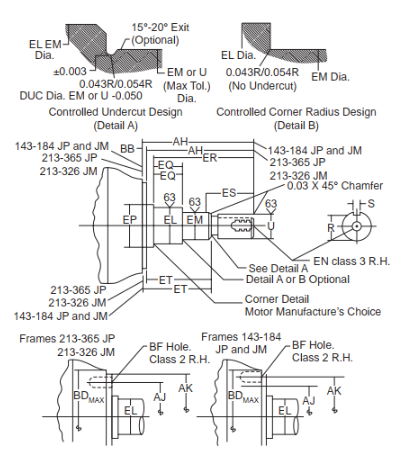 15°-20° Exit
(Optional)
EL EM
Dia.
±0.003
0.043R/0.054R
DUC Dia. EM or U -0.050
EM or U
(Max Tol.)
Dia.
Controlled Undercut Design
(Detail A)
EL Dia.
0.043R/0.054R
(No Undercut)
EM Dia.
Controlled Corner Radius Design
(Detail B)
143-184 JP and JM
213-365 JP
213-326 JM
BB
AH
AH
ER
EQ
EQ
ES
143-184 JP and JM
213-365 JP
213-326 JM
0.03 X 45° Chamfer
63
63
63
EP
EL
EM
U
S
R
EN class 3 R.H.
See Detail A
Detail A or B Optional
Corner Detail
Motor Manufacture's Choice
ET
ET
213-365 JP
213-326 JM
143-184 JP and JM
Frames 213-365 JP
213-326 JM
BF Hole.
Class 2 R.H.
BDMAX
EL
AJ
AK
Frames 143-184
JP and JM
BF Hole.
Class 2 R.H.
BDMAX
EL
AJ
AK